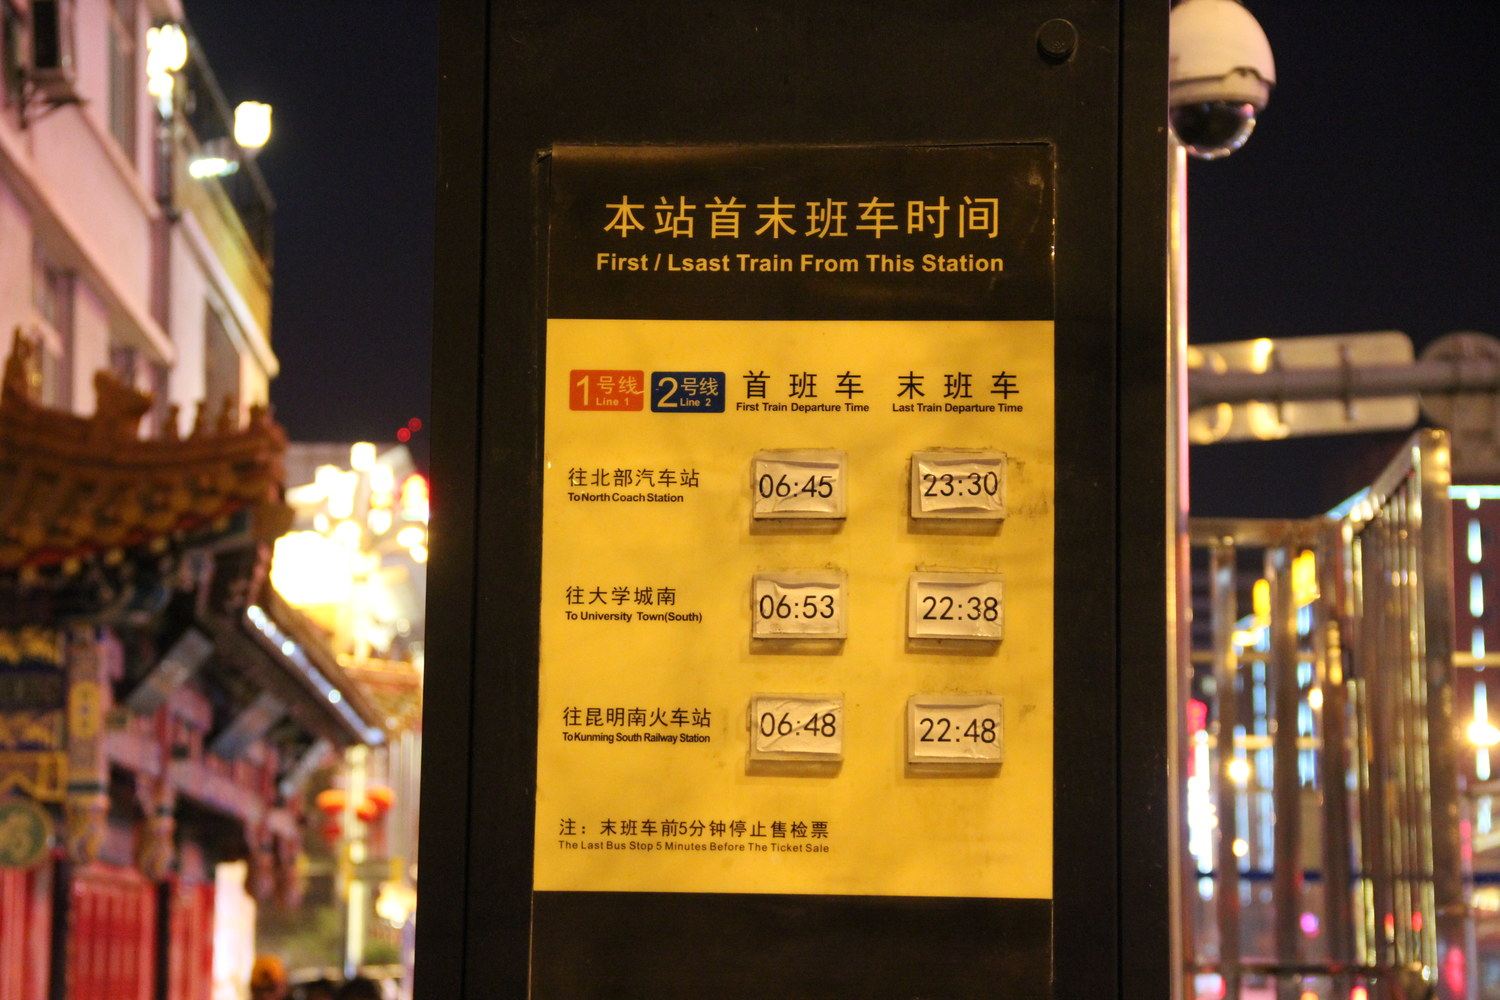 本站首末班车时间
First / Lsast Train From This Station
1号线 Line 1 2号线 Line 2 首班车 末班车
First Train Departure Time Last Train Departure Time
往北部汽车站 06:45 23:30
To North Coach Station
往大学城南 06:53 22:38
To University Town(South)
往昆明南火车站 06:48 22:48
To Kunming South Railway Station
注：末班车前5分钟停止售检票
The Last Bus Stop 5 Minutes Before The Ticket Sale